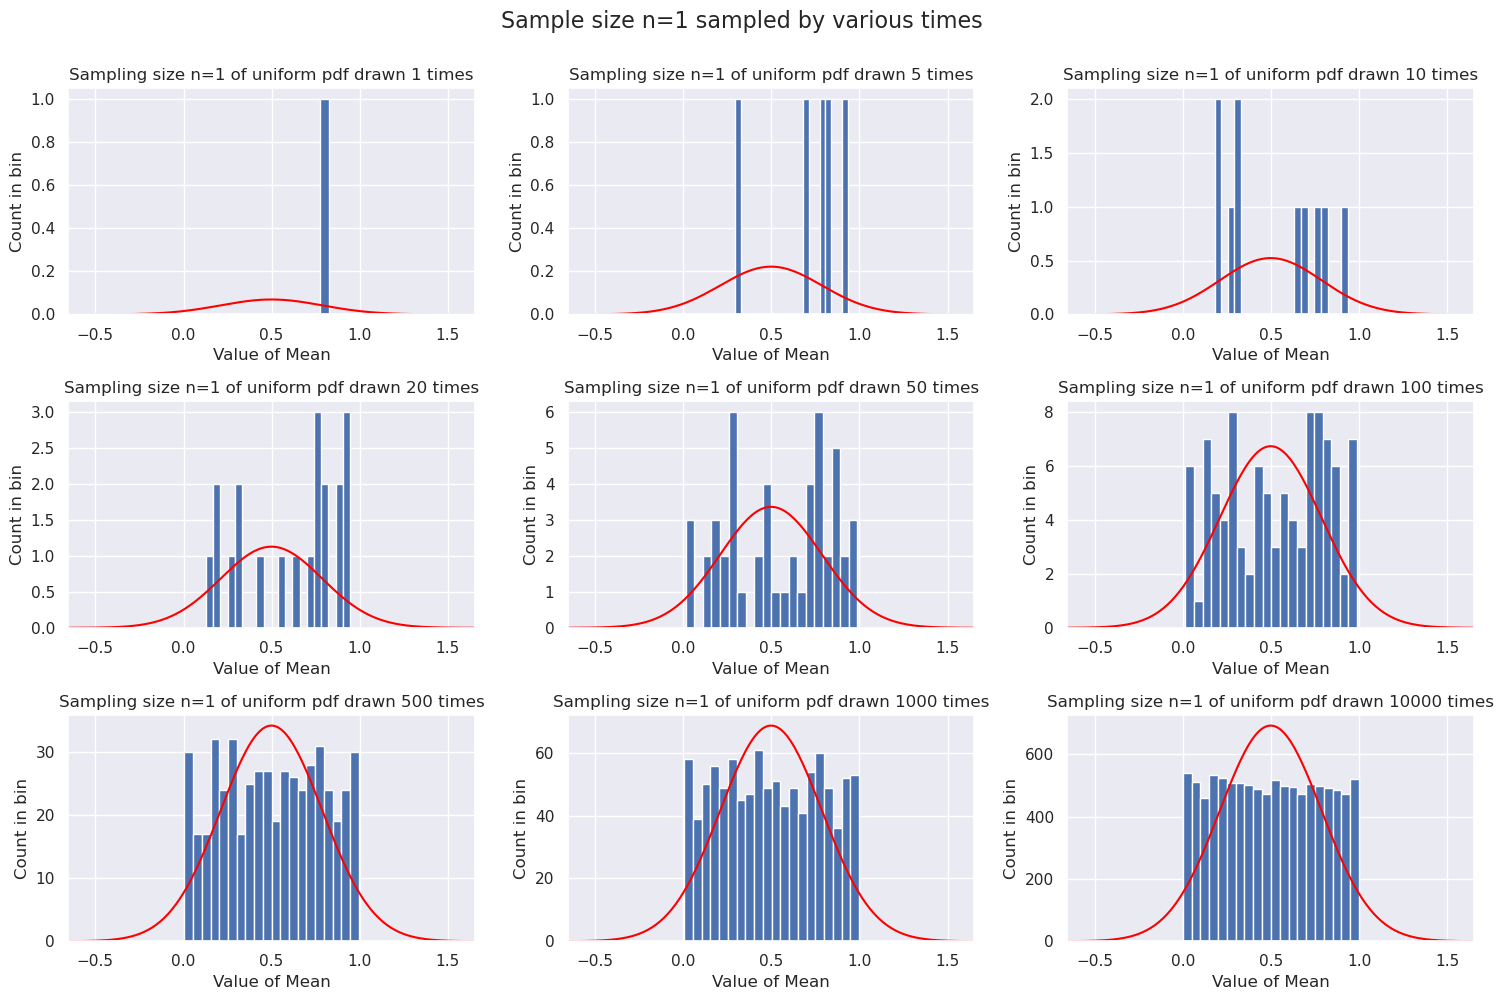 Sample size n=1 sampled by various times
Sampling size n=1 of uniform pdf drawn 1 times
Count in bin
1.0
0.8
0.6
0.4
0.2
0.0
−0.5 0.0 0.5 1.0 1.5
Value of Mean
Sampling size n=1 of uniform pdf drawn 5 times
Count in bin
1.0
0.8
0.6
0.4
0.2
0.0
−0.5 0.0 0.5 1.0 1.5
Value of Mean
Sampling size n=1 of uniform pdf drawn 10 times
Count in bin
2.0
1.5
1.0
0.5
0.0
−0.5 0.0 0.5 1.0 1.5
Value of Mean
Sampling size n=1 of uniform pdf drawn 20 times
Count in bin
3.0
2.5
2.0
1.5
1.0
0.5
0.0
−0.5 0.0 0.5 1.0 1.5
Value of Mean
Sampling size n=1 of uniform pdf drawn 50 times
Count in bin
6
5
4
3
2
1
0
−0.5 0.0 0.5 1.0 1.5
Value of Mean
Sampling size n=1 of uniform pdf drawn 100 times
Count in bin
8
6
4
2
0
−0.5 0.0 0.5 1.0 1.5
Value of Mean
Sampling size n=1 of uniform pdf drawn 500 times
Count in bin
30
20
10
0
−0.5 0.0 0.5 1.0 1.5
Value of Mean
Sampling size n=1 of uniform pdf drawn 1000 times
Count in bin
60
40
20
0
−0.5 0.0 0.5 1.0 1.5
Value of Mean
Sampling size n=1 of uniform pdf drawn 10000 times
Count in bin
600
400
200
0
−0.5 0.0 0.5 1.0 1.5
Value of Mean